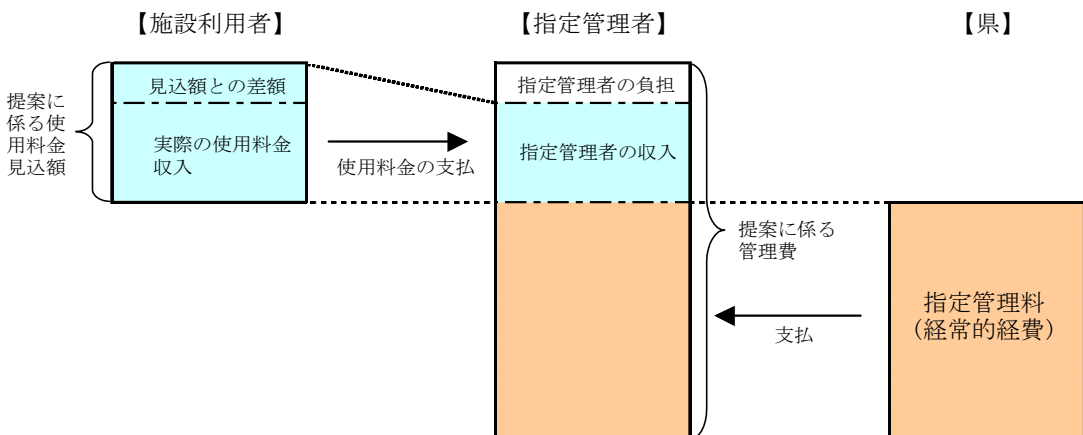 【施設利用者】
【指定管理者】
【県】
提案に
係る使
用料金
見込額
見込額との差額
実際の使用料金
収入
使用料金の支払
指定管理者の負担
指定管理者の収入
提案に係る
管理費
支払
指定管理料
（経常的経費）